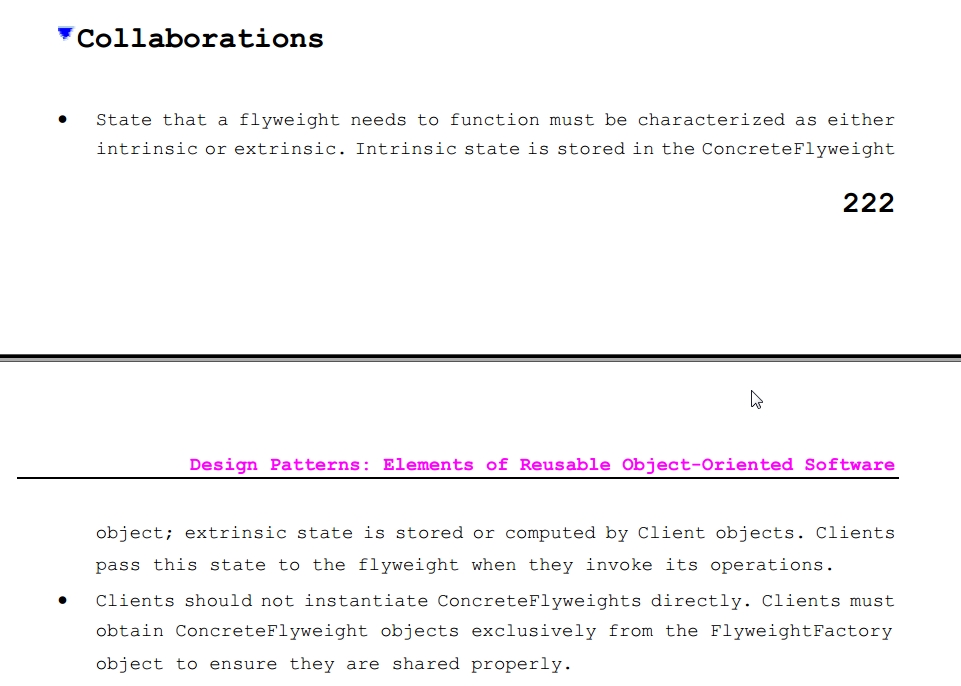 Collaborations
• State that a flyweight needs to function must be characterized as either
intrinsic or extrinsic. Intrinsic state is stored in the ConcreteFlyweight
222
Design Patterns: Elements of Reusable Object-Oriented Software
object; extrinsic state is stored or computed by Client objects. Clients
pass this state to the flyweight when they invoke its operations.
• Clients should not instantiate ConcreteFlyweights directly. Clients must
obtain ConcreteFlyweight objects exclusively from the FlyweightFactory
object to ensure they are shared properly.